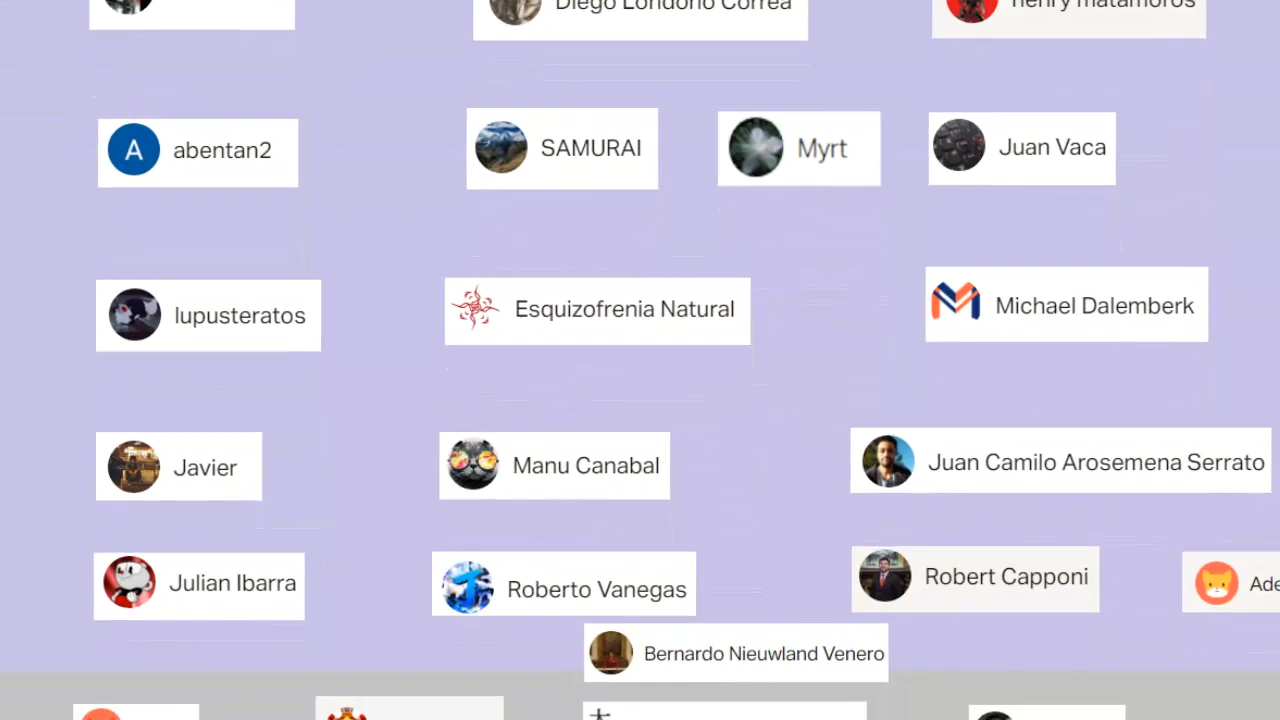 Diego Londoño Correa
henry matamoros
A abentan2
SAMURAI
Myrt
Juan Vaca
lupusteratos
Esquizofrenia Natural
Michael Dalemberk
Javier
Manu Canabal
Juan Camilo Arosemena Serrato
Julian Ibarra
Roberto Vanegas
Robert Capponi
Ade
Bernardo Nieuwland Venero